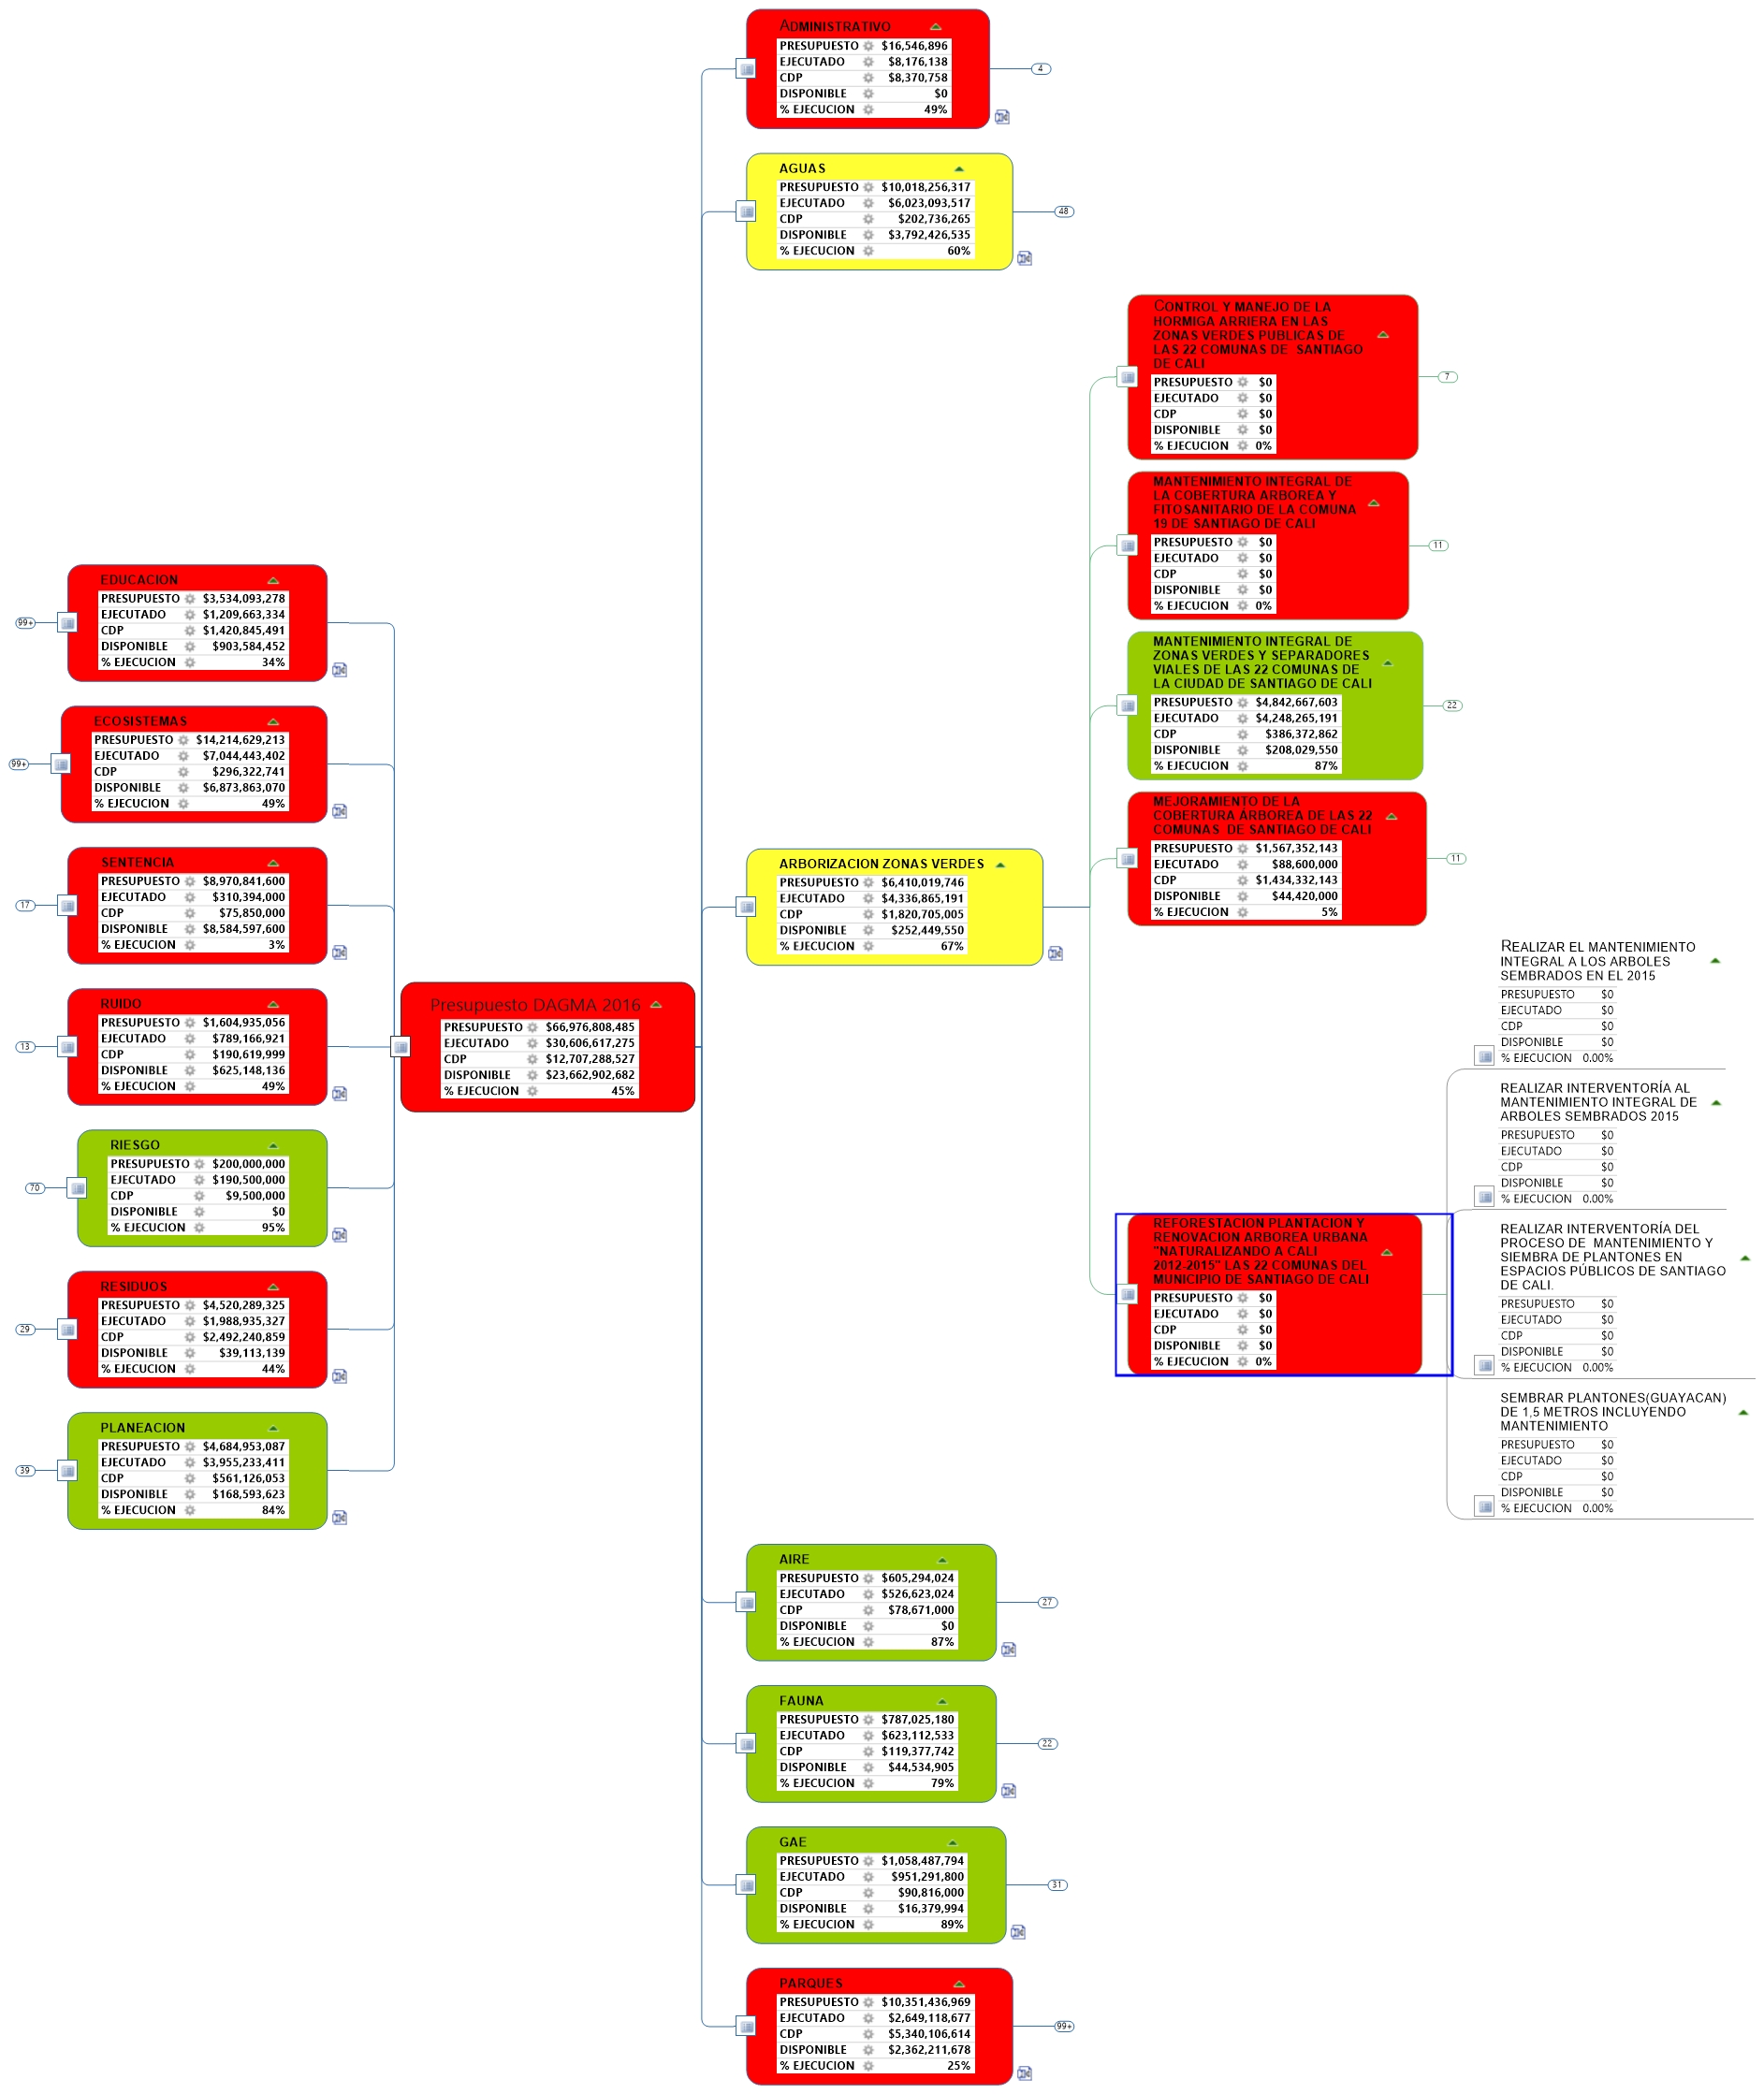 ADMINISTRATIVO
PRESUPUESTO $16,546,896
EJECUTADO $8,176,138
CDP $8,370,758
DISPONIBLE $0
% EJECUCION 49%
4
AGUAS
PRESUPUESTO $10,018,256,317
EJECUTADO $6,023,093,517
CDP $202,736,265
DISPONIBLE $3,792,426,535
% EJECUCION 60%
48
CONTROL Y MANEJO DE LA
HORMIGA ARRIERA EN LAS
ZONAS VERDES PUBLICAS DE
LAS 22 COMUNAS DE SANTIAGO
DE CALI
PRESUPUESTO $0
EJECUTADO $0
CDP $0
DISPONIBLE $0
% EJECUCION 0%
7
MANTENIMIENTO INTEGRAL DE
LA COBERTURA ARBOREA Y
FITOSANITARIO DE LA COMUNA
19 DE SANTIAGO DE CALI
PRESUPUESTO $0
EJECUTADO $0
CDP $0
DISPONIBLE $0
% EJECUCION 0%
11
MANTENIMIENTO INTEGRAL DE
ZONAS VERDES Y SEPARADORES
VIALES DE LAS 22 COMUNAS DE
LA CIUDAD DE SANTIAGO DE CALI
PRESUPUESTO $4,842,667,603
EJECUTADO $4,248,265,191
CDP $386,372,862
DISPONIBLE $208,029,550
% EJECUCION 87%
22
MEJORAMIENTO DE LA
COBERTURA ÁRBOREA DE LAS 22
COMUNAS DE SANTIAGO DE CALI
PRESUPUESTO $1,567,352,143
EJECUTADO $88,600,000
CDP $1,434,332,143
DISPONIBLE $44,420,000
% EJECUCION 5%
11
ARBORIZACION ZONAS VERDES
PRESUPUESTO $6,410,019,746
EJECUTADO $4,336,865,191
CDP $1,820,705,005
DISPONIBLE $252,449,550
% EJECUCION 67%
REFORESTACION PLANTACION Y
RENOVACION ARBOREA URBANA
"NATURALIZANDO A CALI
2012-2015" LAS 22 COMUNAS DEL
MUNICIPIO DE SANTIAGO DE CALI
PRESUPUESTO $0
EJECUTADO $0
CDP $0
DISPONIBLE $0
% EJECUCION 0%
REALIZAR EL MANTENIMIENTO
INTEGRAL A LOS ARBOLES
SEMBRADOS EN EL 2015
PRESUPUESTO $0
EJECUTADO $0
CDP $0
DISPONIBLE $0
% EJECUCION 0.00%
REALIZAR INTERVENTORÍA AL
MANTENIMIENTO INTEGRAL DE
ARBOLES SEMBRADOS 2015
PRESUPUESTO $0
EJECUTADO $0
CDP $0
DISPONIBLE $0
% EJECUCION 0.00%
REALIZAR INTERVENTORÍA DEL
PROCESO DE MANTENIMIENTO Y
SIEMBRA DE PLANTONES EN
ESPACIOS PÚBLICOS DE SANTIAGO
DE CALI.
PRESUPUESTO $0
EJECUTADO $0
CDP $0
DISPONIBLE $0
% EJECUCION 0.00%
SEMBRAR PLANTONES(GUAYACAN)
DE 1,5 METROS INCLUYENDO
MANTENIMIENTO
PRESUPUESTO $0
EJECUTADO $0
CDP $0
DISPONIBLE $0
% EJECUCION 0.00%
EDUCACION
PRESUPUESTO $3,534,093,278
EJECUTADO $1,209,663,334
CDP $1,420,845,491
DISPONIBLE $903,584,452
% EJECUCION 34%
99+
ECOSISTEMAS
PRESUPUESTO $14,214,629,213
EJECUTADO $7,044,443,402
CDP $296,322,741
DISPONIBLE $6,873,863,070
% EJECUCION 49%
99+
SENTENCIA
PRESUPUESTO $8,970,841,600
EJECUTADO $310,394,000
CDP $75,850,000
DISPONIBLE $8,584,597,600
% EJECUCION 3%
17
RUIDO
PRESUPUESTO $1,604,935,056
EJECUTADO $789,166,921
CDP $190,619,999
DISPONIBLE $625,148,136
% EJECUCION 49%
13
Presupuesto DAGMA 2016
PRESUPUESTO $66,976,808,485
EJECUTADO $30,606,617,275
CDP $12,707,288,527
DISPONIBLE $23,662,902,682
% EJECUCION 45%
RIESGO
PRESUPUESTO $200,000,000
EJECUTADO $190,500,000
CDP $9,500,000
DISPONIBLE $0
% EJECUCION 95%
70
RESIDUOS
PRESUPUESTO $4,520,289,325
EJECUTADO $1,988,935,327
CDP $2,492,240,859
DISPONIBLE $39,113,139
% EJECUCION 44%
29
PLANEACION
PRESUPUESTO $4,684,953,087
EJECUTADO $3,955,233,411
CDP $561,126,053
DISPONIBLE $168,593,623
% EJECUCION 84%
39
AIRE
PRESUPUESTO $605,294,024
EJECUTADO $526,623,024
CDP $78,671,000
DISPONIBLE $0
% EJECUCION 87%
27
FAUNA
PRESUPUESTO $787,025,180
EJECUTADO $623,112,533
CDP $119,377,742
DISPONIBLE $44,534,905
% EJECUCION 79%
22
GAE
PRESUPUESTO $1,058,487,794
EJECUTADO $951,291,800
CDP $90,816,000
DISPONIBLE $16,379,994
% EJECUCION 89%
31
PARQUES
PRESUPUESTO $10,351,436,969
EJECUTADO $2,649,118,677
CDP $5,340,106,614
DISPONIBLE $2,362,211,678
% EJECUCION 25%
99+